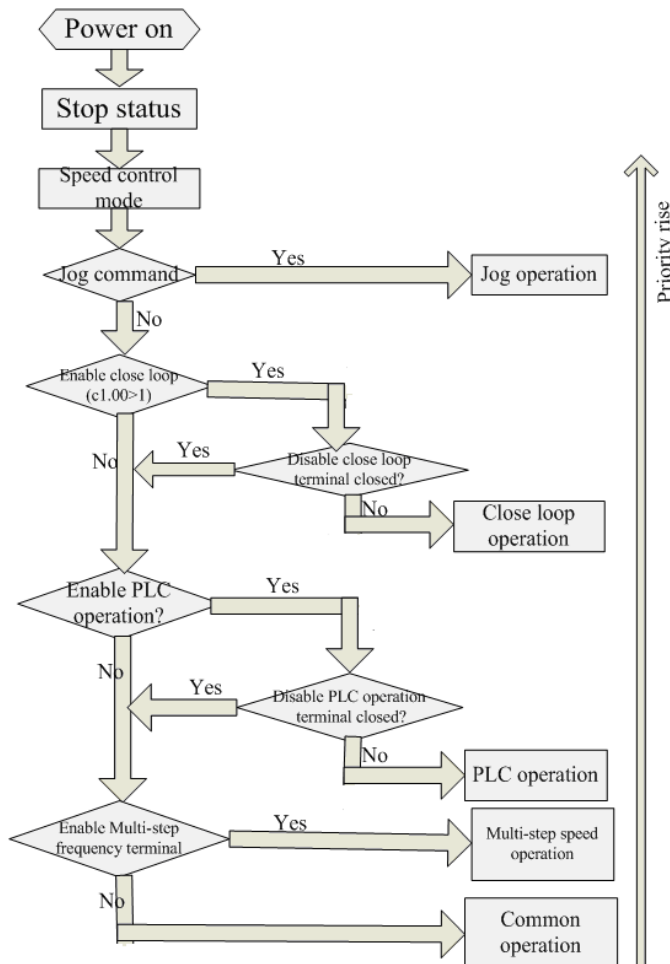 Power on
Stop status
Speed control
mode
Jog command
Yes
Jog operation
No
Enable close loop
(c1.00>1)
Yes
No
Yes
Disable close loop
terminal closed?
No
Close loop
operation
Enable PLC
operation?
Yes
No
Yes
Disable PLC operation
terminal closed?
No
PLC operation
Enable Multi-step
frequency terminal
Yes
Multi-step speed
operation
No
Common
operation
Priority rise